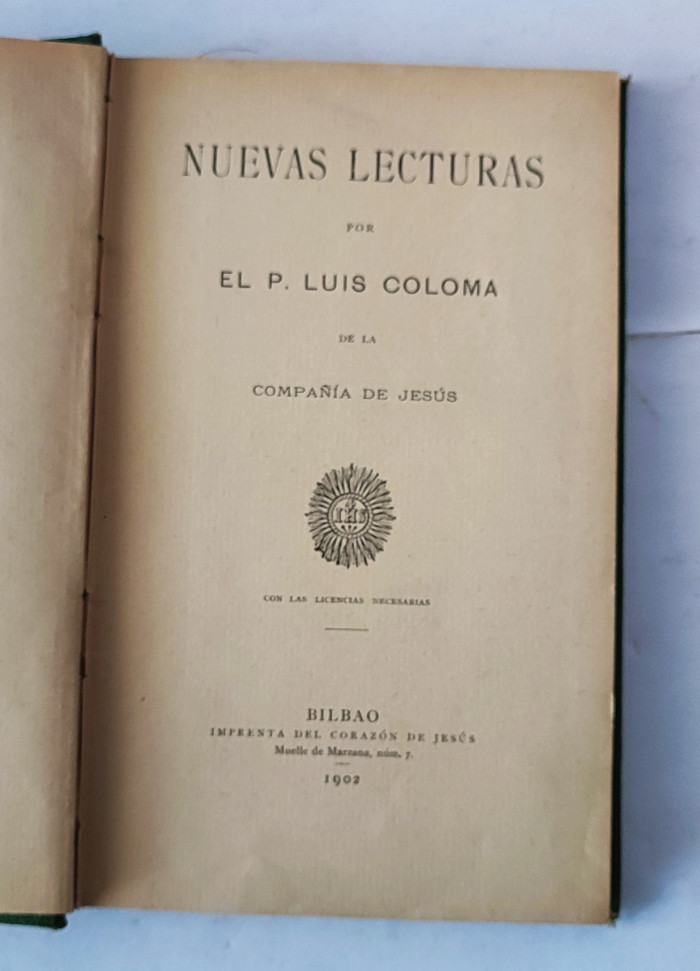 NUEVAS LECTURAS
POR
EL P. LUIS COLOMA
DE LA
COMPAÑÍA DE JESÚS
IHS
CON LAS LICENCIAS NECESARIAS
BILBAO
IMPRENTA DEL CORAZÓN DE JESÚS
Muelle de Marzana, núm. 7.
1902